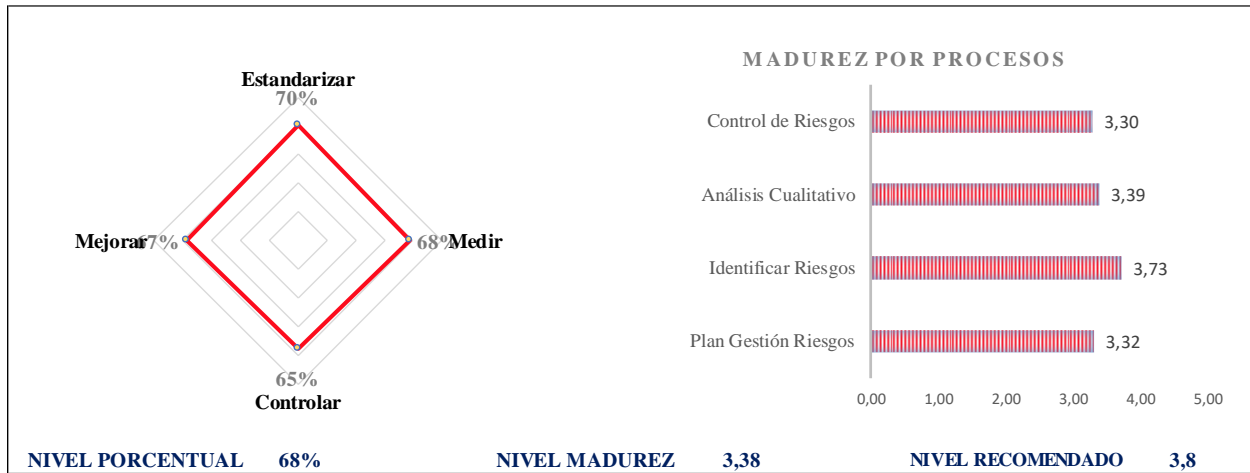 Estandarizar
70%
Mejorar 67%
68% Medir
65%
Controlar
MADUREZ POR PROCESOS
Control de Riesgos 3,30
Análisis Cualitativo 3,39
Identificar Riesgos 3,73
Plan Gestión Riesgos 3,32
0,00 1,00 2,00 3,00 4,00 5,00
NIVEL PORCENTUAL 68% NIVEL MADUREZ 3,38 NIVEL RECOMENDADO 3,8